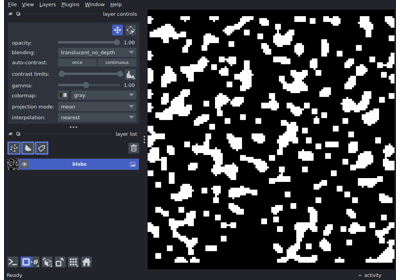 File View Layers Plugins Window Help
layer controls
opacity: 1.00
blending: translucent_no_depth
auto-contrast: once continuous
contrast limits:
gamma: 1.00
colormap: gray
projection mode: mean
interpolation: nearest
layer list
blobs
Ready activity